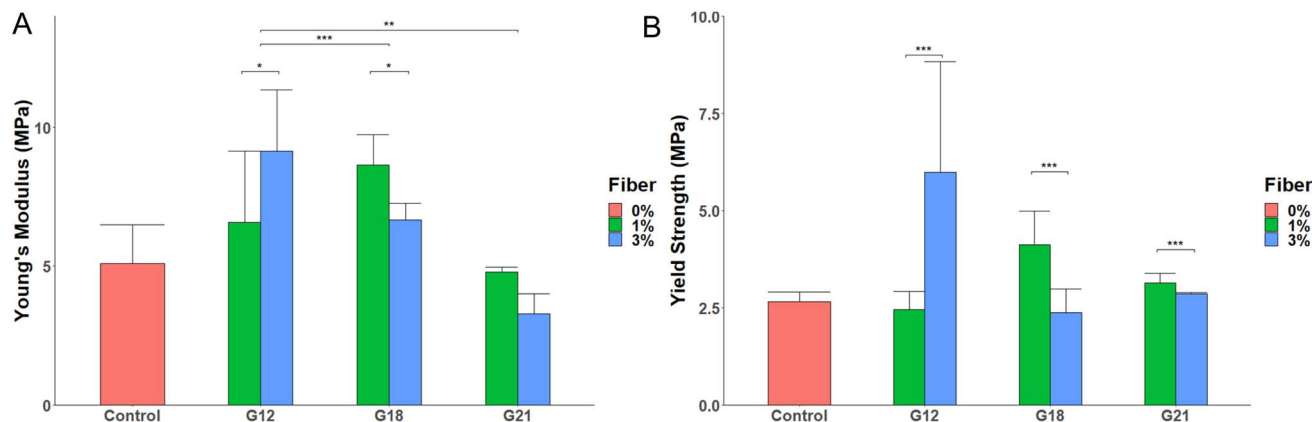 A
Young's Modulus (MPa)
10
5
0
**
***
*
*
Control
G12
G18
G21
Fiber
0%
1%
3%
B
Yield Strength (MPa)
10.0
7.5
5.0
2.5
0.0
***
***
***
Control
G12
G18
G21
Fiber
0%
1%
3%